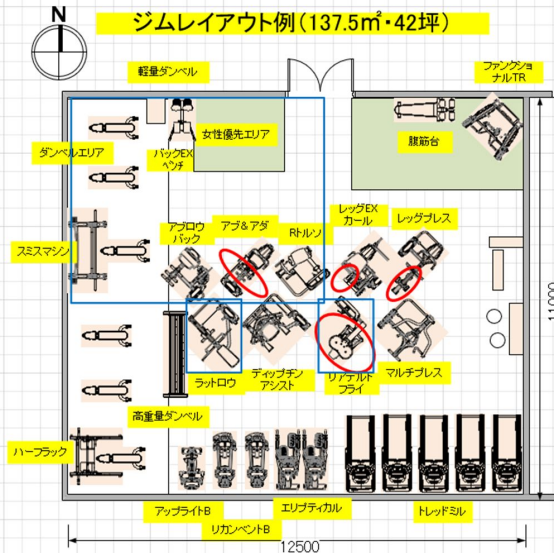 ジムレイアウト例(137.5㎡・42坪)
N
軽量ダンベル
ファンクショ
ナルTR
ダンベルエリア
バックEX
ベンチ
女性優先エリア
腹筋台
スミスマシン
アブロウ
バック
アブ&アダ
Rトルソ
レッグEX
カール
レッグプレス
11000
ラットロウ
ディップチン
アシスト
リアデルト
フライ
マルチプレス
高重量ダンベル
ハーフラック
アップライトB
リカンベントB
エリプティカル
トレッドミル
12500